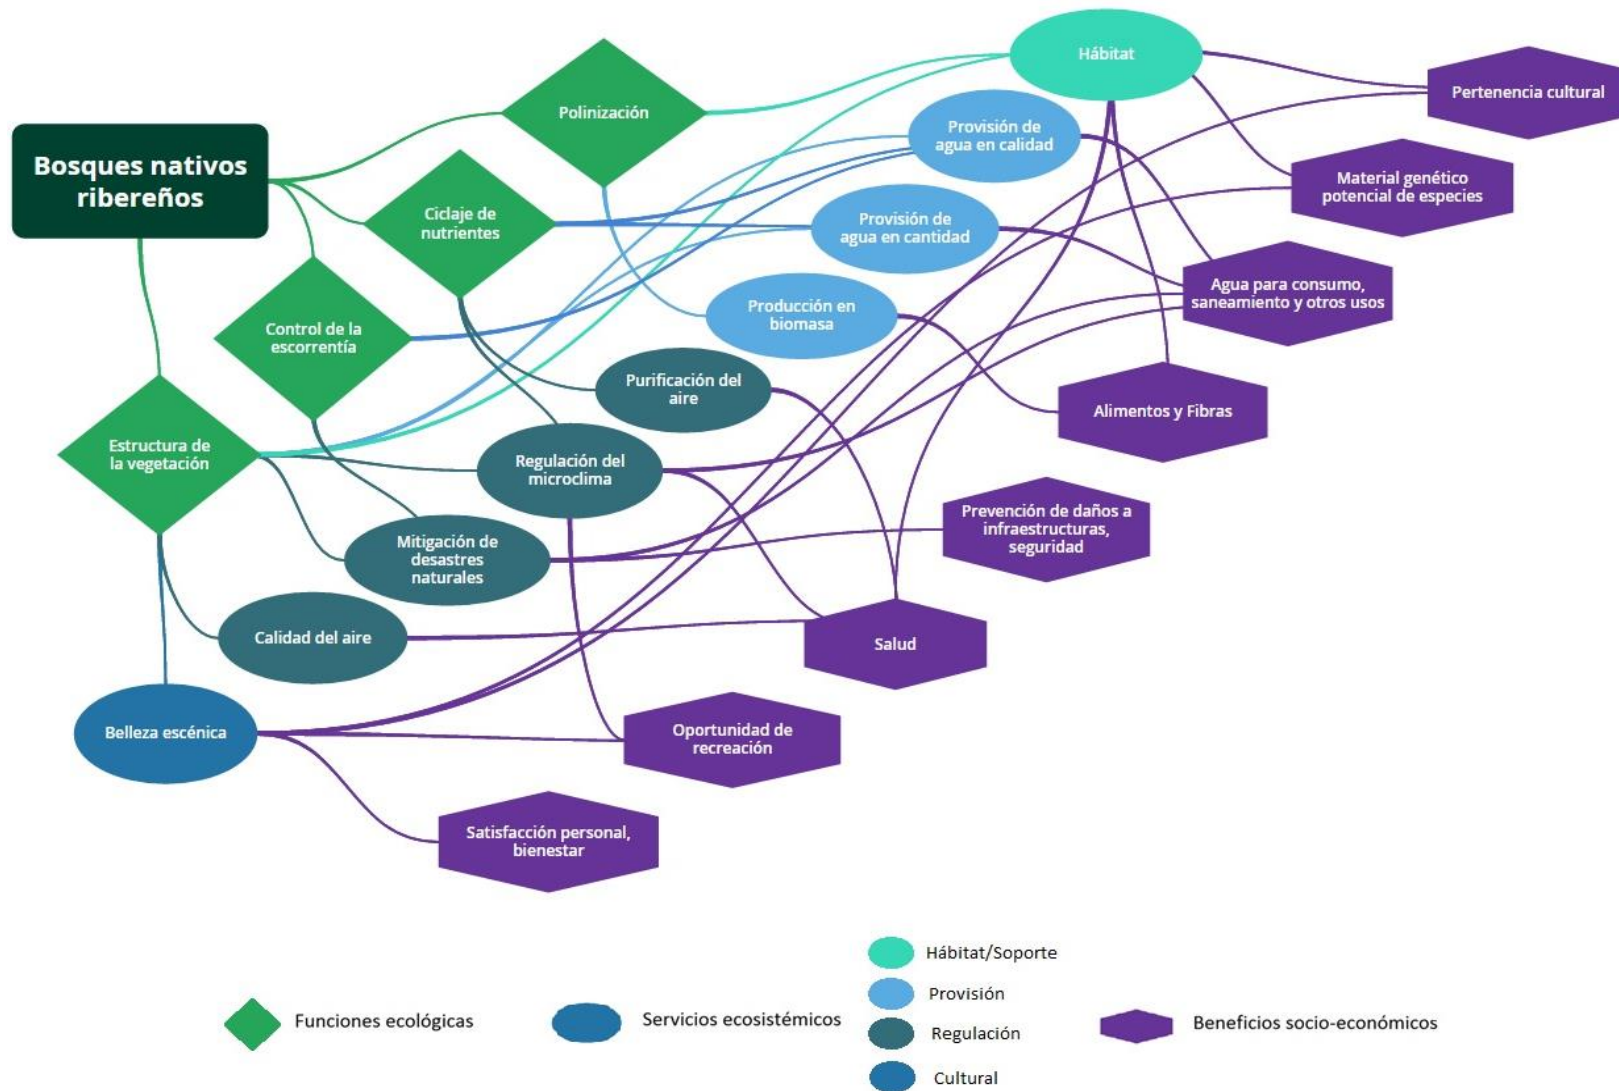 Bosques nativos
ribereños
Polinización
Hábitat
Pertenencia cultural
Provisión de
agua en calidad
Material genético
potencial de especies
Ciclaje de
nutrientes
Provisión de
agua en cantidad
Agua para consumo,
saneamiento y otros usos
Control de la
escorrentía
Producción en
biomasa
Purificación del
aire
Alimentos y Fibras
Estructura de
la vegetación
Regulación del
microclima
Prevención de daños a
infraestructuras,
seguridad
Mitigación de
desastres
naturales
Calidad del aire
Salud
Belleza escénica
Oportunidad de
recreación
Satisfacción personal,
bienestar
Funciones ecológicas
Servicios ecosistémicos
Hábitat/Soporte
Provisión
Regulación
Cultural
Beneficios socio-económicos